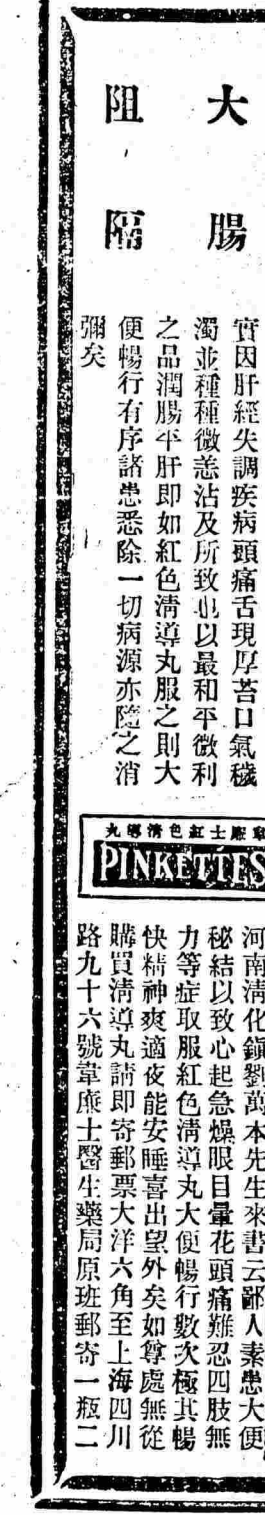 大腸
阻隔
實因肝經失調疾病頭痛舌現厚苔口氣穢
濁並種種微恙沾及所致也以最和平微利
之品潤腸平肝即如紅色淸導丸服之則大
便暢行有序諸患悉除一切病源亦隨之消
彌矣
韋廉士紅色淸導丸
PINKETTES
河南淸化鎭劉萬本先生來書云鄙人素患大便
秘結以致心起急燥眼目暈花頭痛難忍四肢無
力等症取服紅色淸導丸大便暢行數次極其暢
快精神爽適夜能安睡喜出望外矣如尊處無從
購買淸導丸請即寄郵票大洋六角至上海四川
路九十六號韋廉士醫生藥局原班郵寄一瓶二